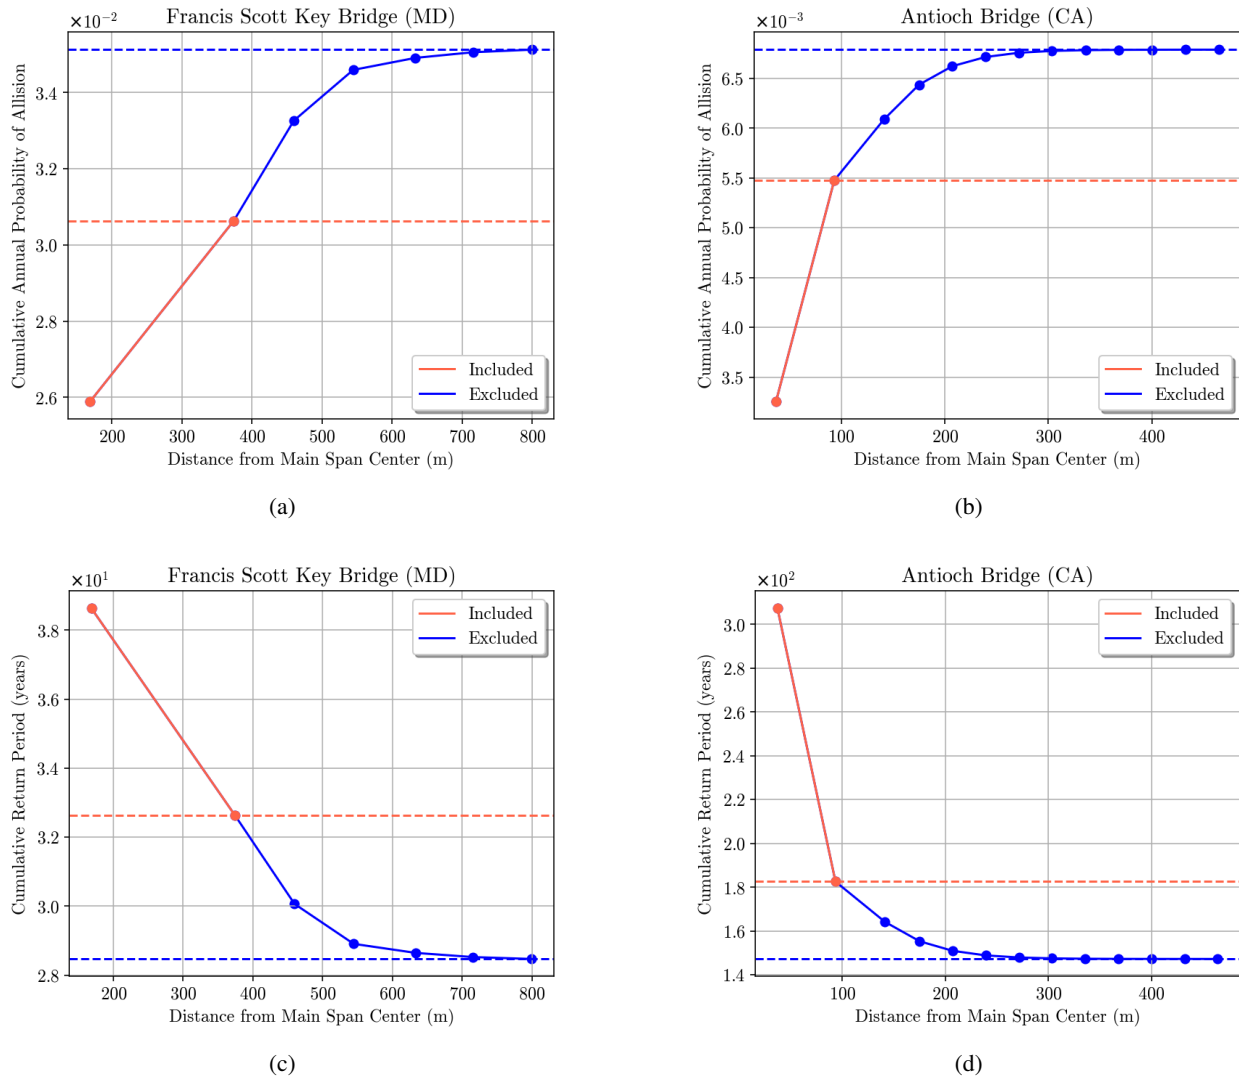 Francis Scott Key Bridge (MD)
×10⁻²
3.4
3.2
3.0
2.8
2.6
Cumulative Annual Probability of Allision
Included
Excluded
200 300 400 500 600 700 800
Distance from Main Span Center (m)
(a)
Antioch Bridge (CA)
×10⁻³
6.5
6.0
5.5
5.0
4.5
4.0
3.5
Cumulative Annual Probability of Allision
Included
Excluded
100 200 300 400
Distance from Main Span Center (m)
(b)
Francis Scott Key Bridge (MD)
×10¹
3.8
3.6
3.4
3.2
3.0
2.8
Cumulative Return Period (years)
Included
Excluded
200 300 400 500 600 700 800
Distance from Main Span Center (m)
(c)
Antioch Bridge (CA)
×10²
3.0
2.8
2.6
2.4
2.2
2.0
1.8
1.6
1.4
Cumulative Return Period (years)
Included
Excluded
100 200 300 400
Distance from Main Span Center (m)
(d)